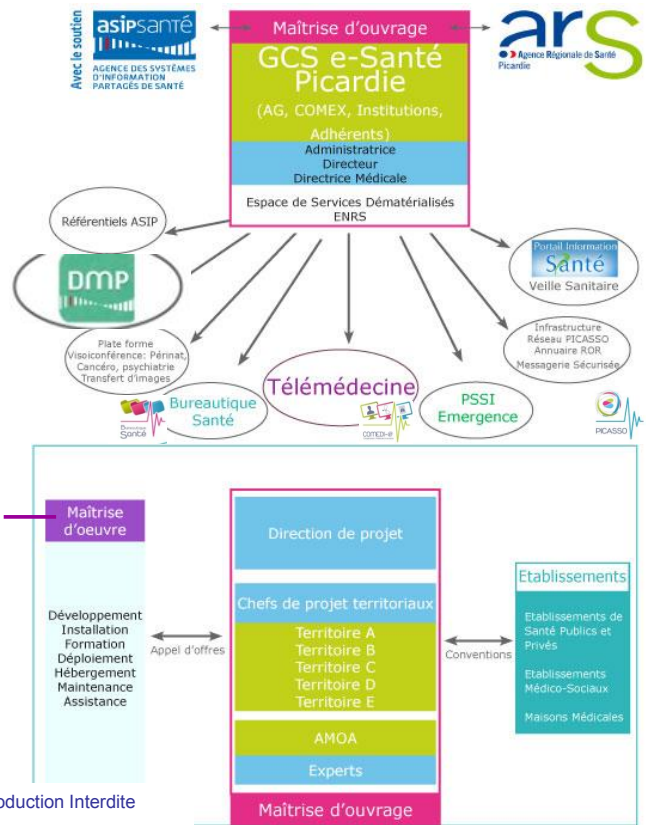 Avec le soutien
asipsanté
AGENCE DES SYSTÈMES
D'INFORMATION
PARTAGÉS DE SANTÉ
Maîtrise d'ouvrage
GCS e-Santé
Picardie
(AG, COMEX, Institutions,
Adhérents)
Administratrice
Directeur
Directrice Médicale
Espace de Services Dématérialisés
ENRS
ars
Agence Régionale de Santé
Picardie
Référentiels ASIP
DMP
Plate forme
Visoiconférence: Périnat,
Cancéro, psychiatrie
Transfert d'images
Santé
Bureautique
Santé
Télémédecine
COMEDI-e
PSSI
Emergence
Portail Information
Santé
Veille Sanitaire
Infrastructure
Réseau PICASSO
Annuaire ROR
Messagerie Sécurisée
PICASSO
Maîtrise
d'oeuvre
Développement
Installation
Formation
Déploiement
Hébergement
Maintenance
Assistance
Appel d'offres
Direction de projet
Chefs de projet territoriaux
Territoire A
Territoire B
Territoire C
Territoire D
Territoire E
AMOA
Experts
Maîtrise d'ouvrage
Conventions
Etablissements
Etablissements de
Santé Publics et
Privés
Etablissements
Médico-Sociaux
Maisons Médicales
oduction Interdite